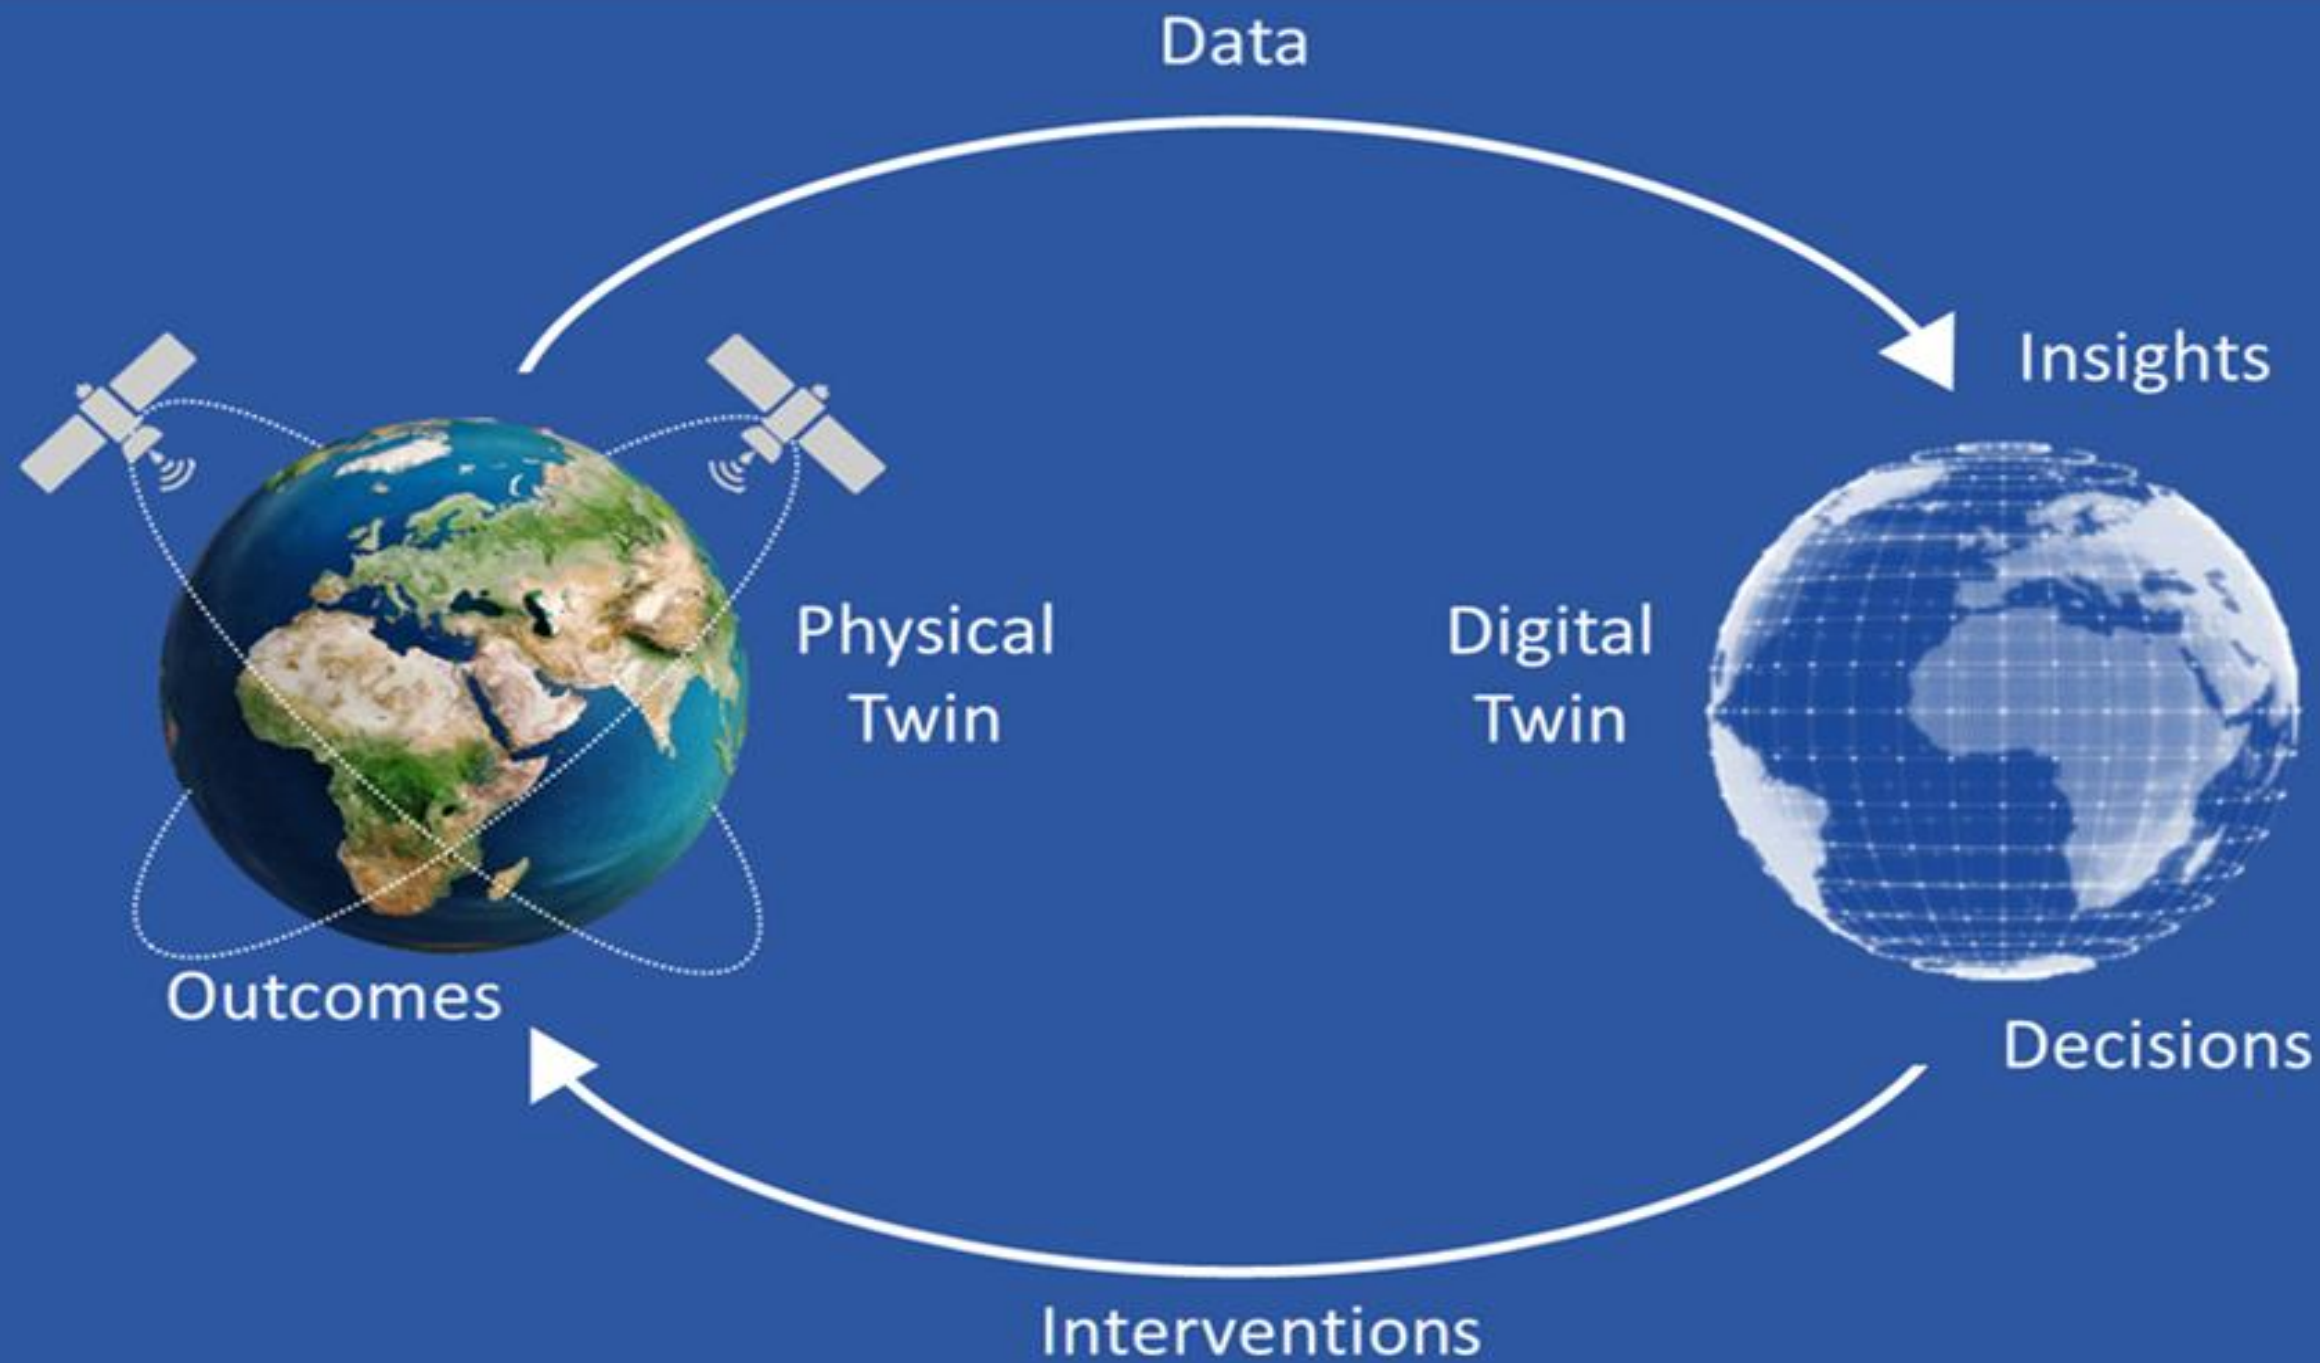 Data
Insights
Physical
Twin
Digital
Twin
Outcomes
Decisions
Interventions